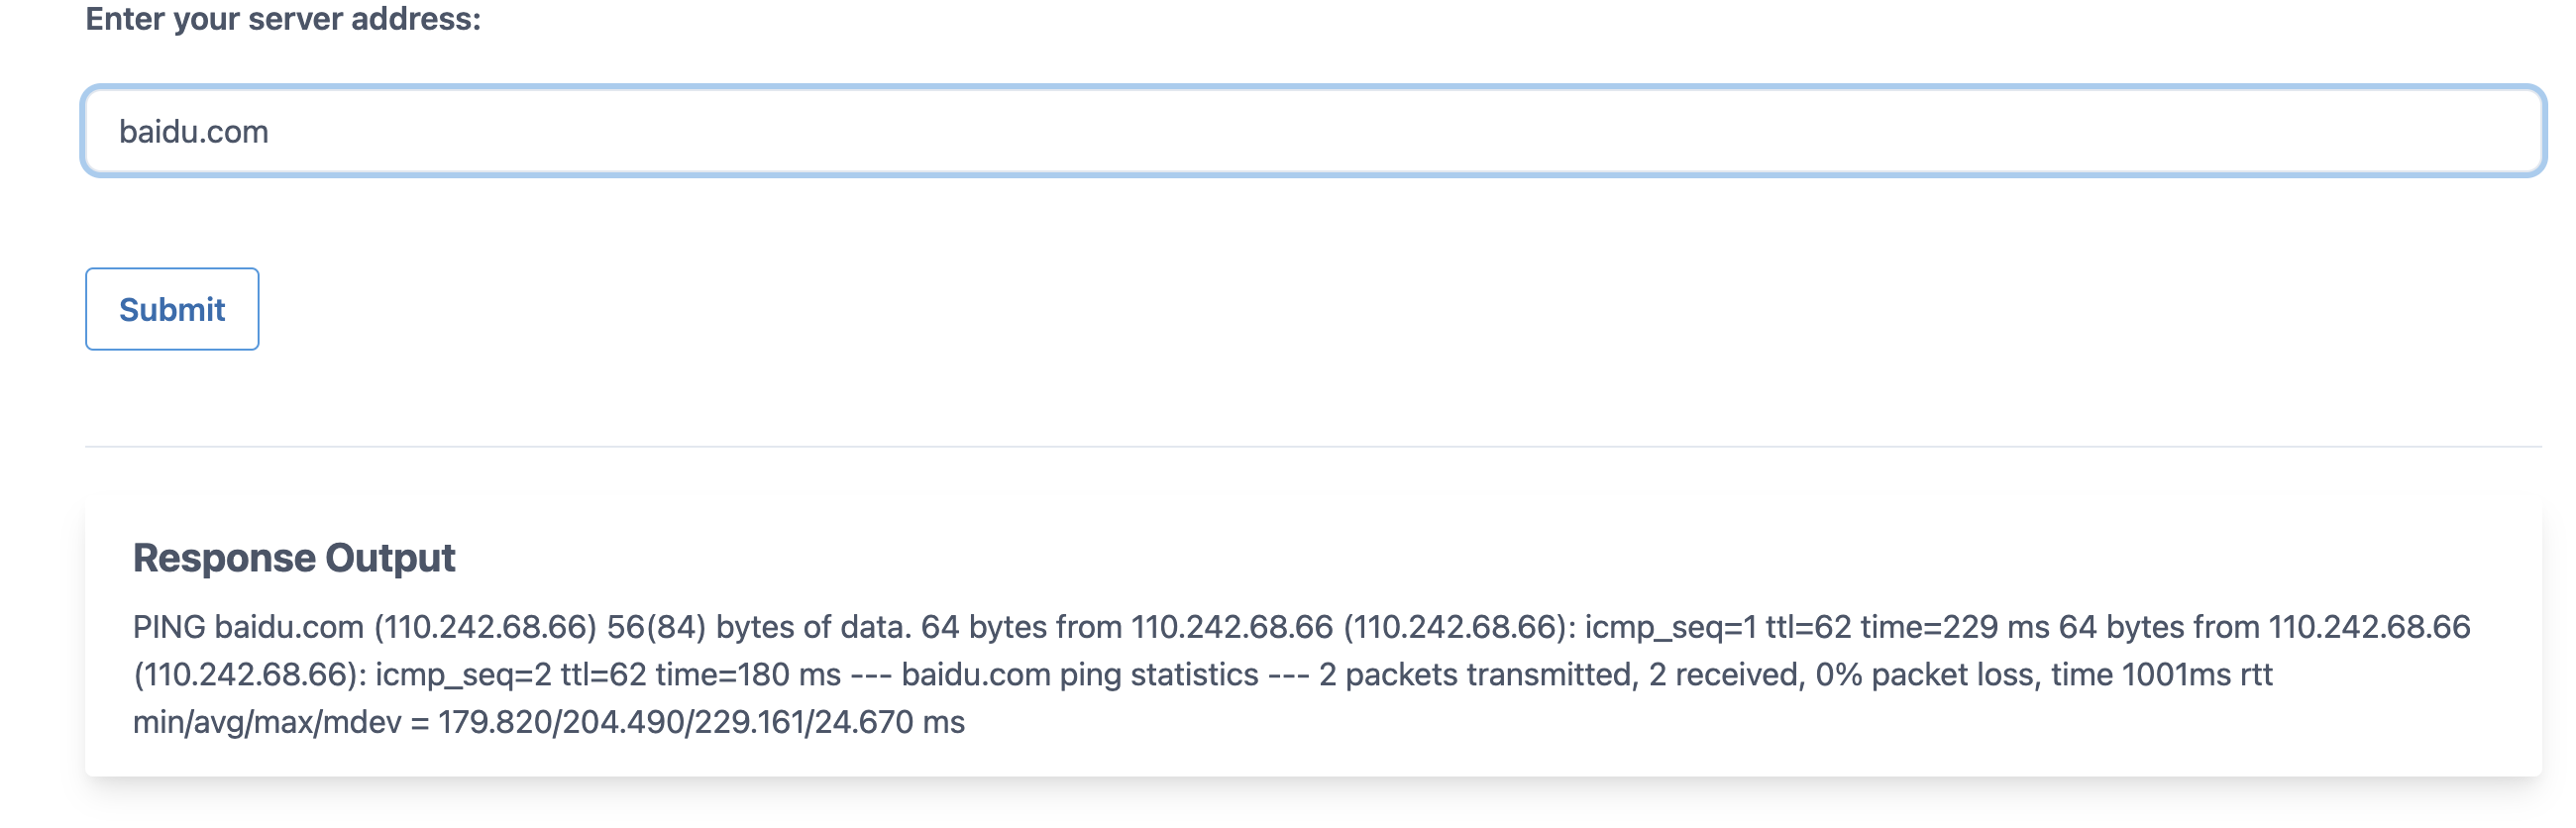 Enter your server address:
baidu.com
Submit
Response Output
PING baidu.com (110.242.68.66) 56(84) bytes of data. 64 bytes from 110.242.68.66 (110.242.68.66): icmp_seq=1 ttl=62 time=229 ms 64 bytes from 110.242.68.66
(110.242.68.66): icmp_seq=2 ttl=62 time=180 ms --- baidu.com ping statistics --- 2 packets transmitted, 2 received, 0% packet loss, time 1001ms rtt
min/avg/max/mdev = 179.820/204.490/229.161/24.670 ms